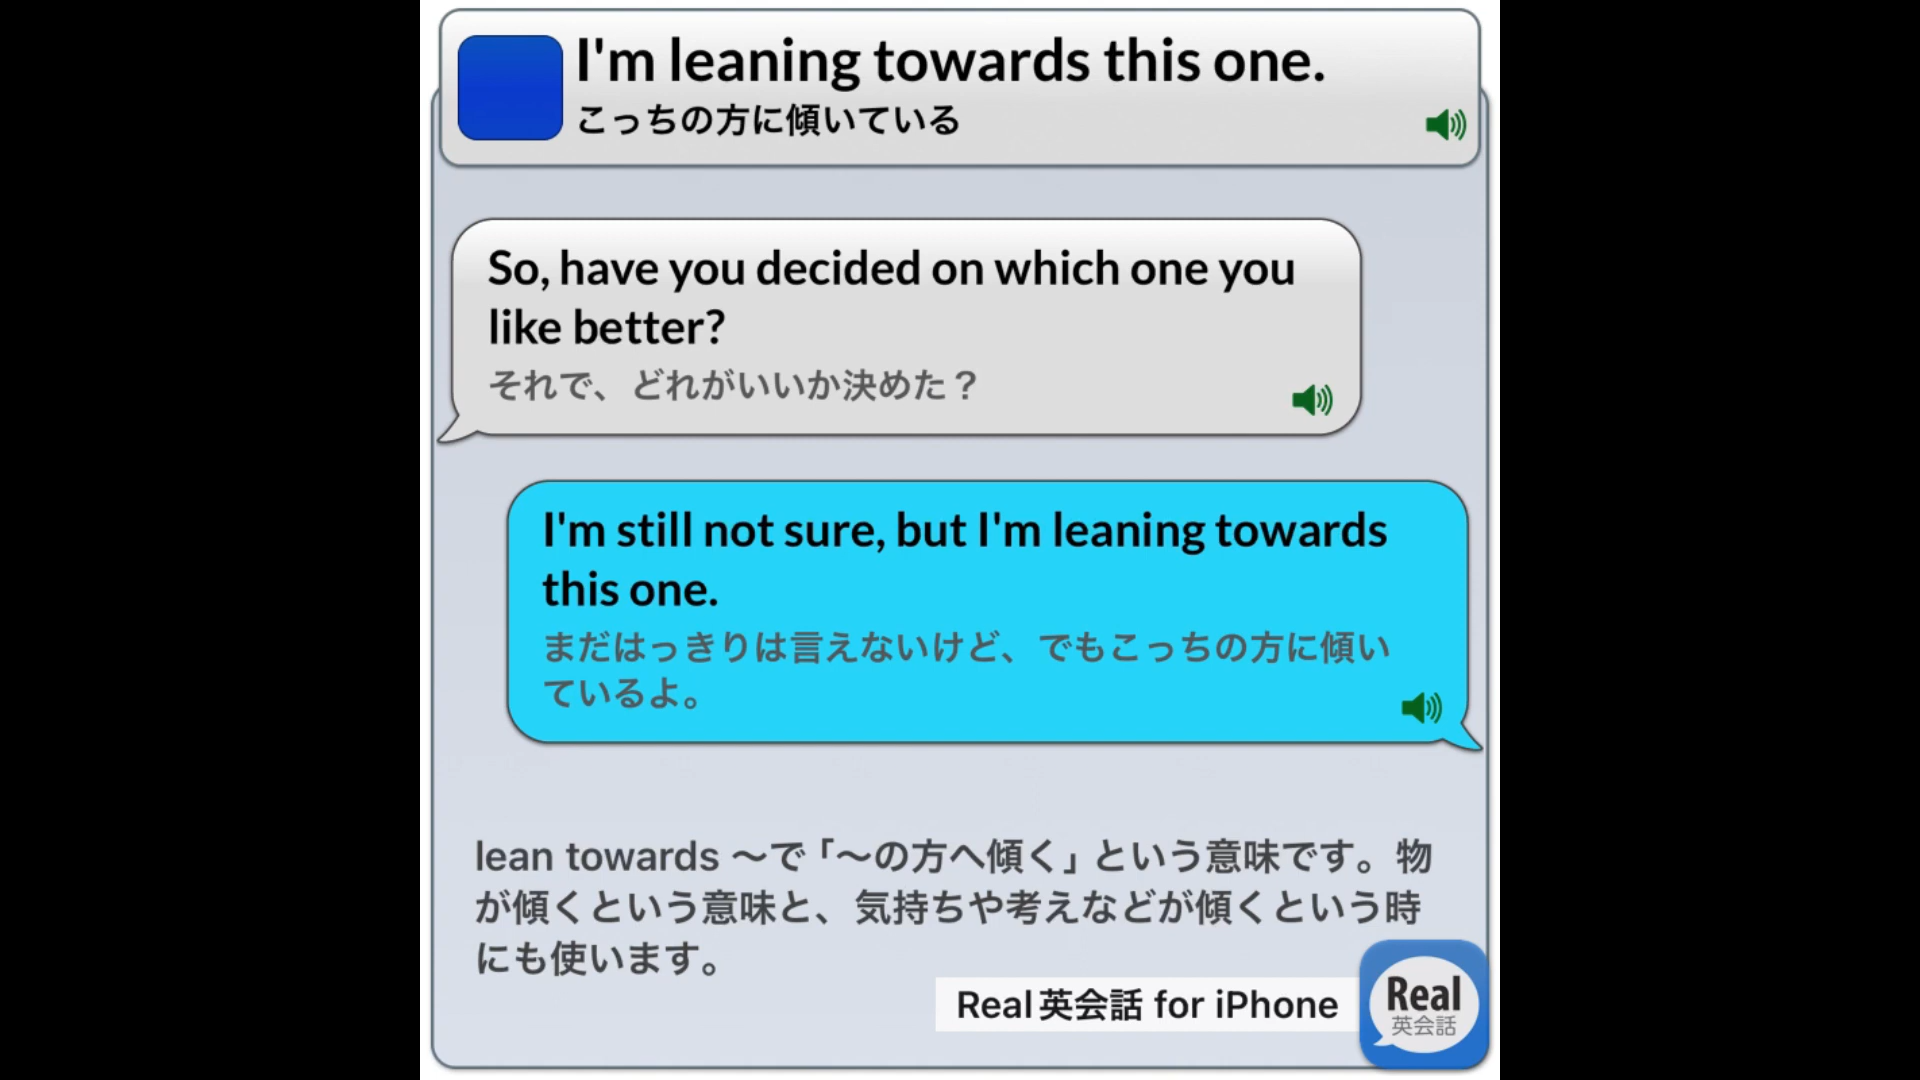 I'm leaning towards this one.
こっちの方に傾いている
So, have you decided on which one you
like better?
それで、どれがいいか決めた？
I'm still not sure, but I'm leaning towards
this one.
まだはっきりは言えないけど、でもこっちの方に傾い
ているよ。
lean towards 〜で「〜の方へ傾く」という意味です。物
が傾くという意味と、気持ちや考えなどが傾くという時
にも使います。
Real英会話 for iPhone
Real
英会話